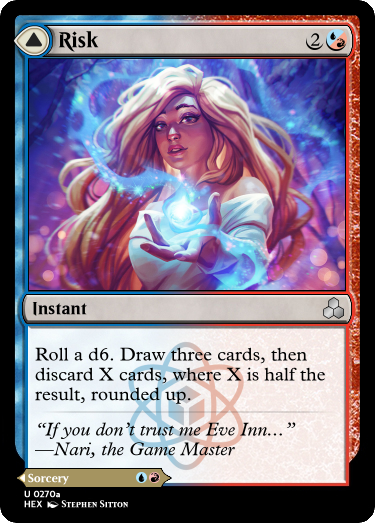 Risk 2
Instant
Roll a d6. Draw three cards, then
discard X cards, where X is half the
result, rounded up.
“If you don’t trust me Eve Inn...”
—Nari, the Game Master
Sorcery
U 0270a
HEX Stephen Sitton